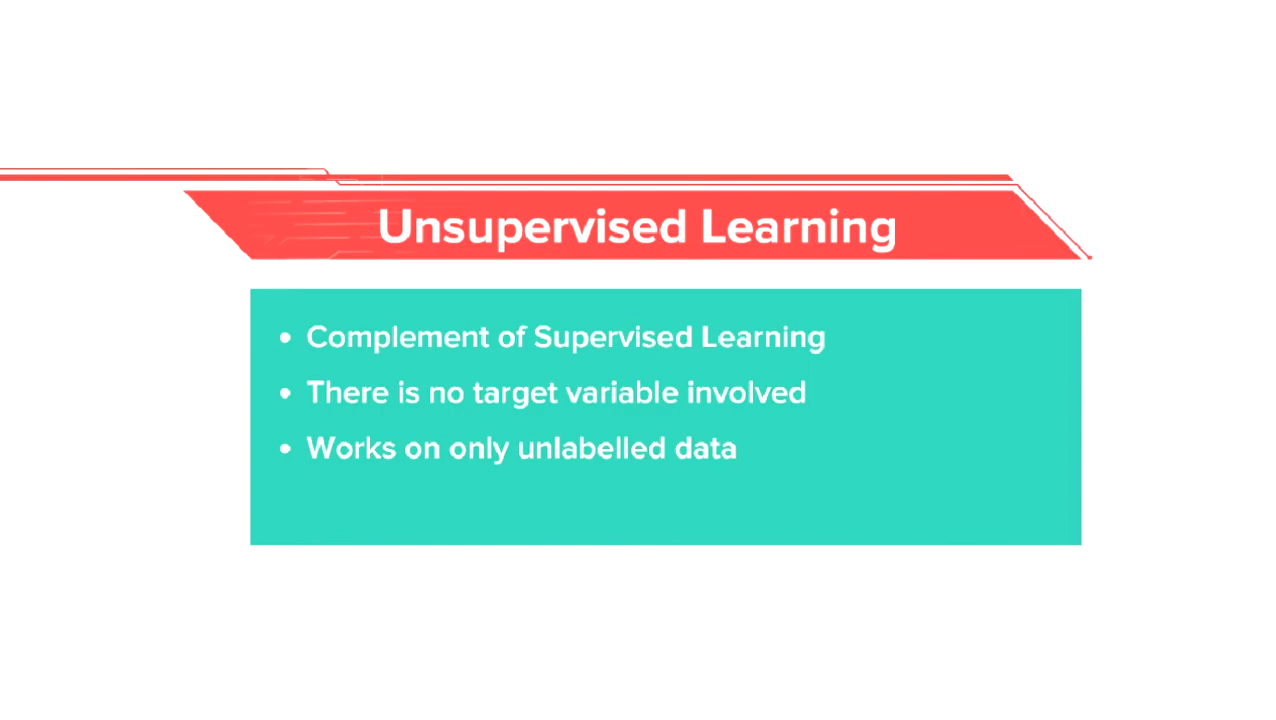 Unsupervised Learning
• Complement of Supervised Learning
• There is no target variable involved
• Works on only unlabelled data